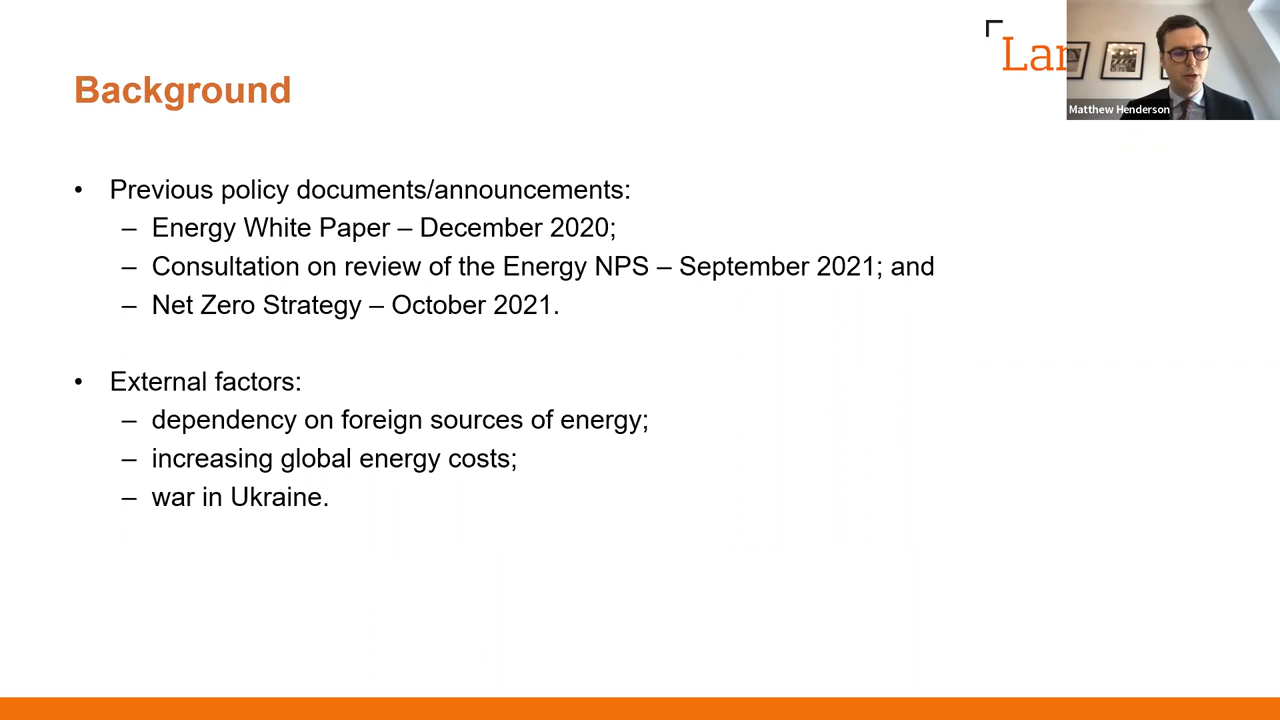 Background
Matthew Henderson
• Previous policy documents/announcements:
– Energy White Paper – December 2020;
– Consultation on review of the Energy NPS – September 2021; and
– Net Zero Strategy – October 2021.
• External factors:
– dependency on foreign sources of energy;
– increasing global energy costs;
– war in Ukraine.